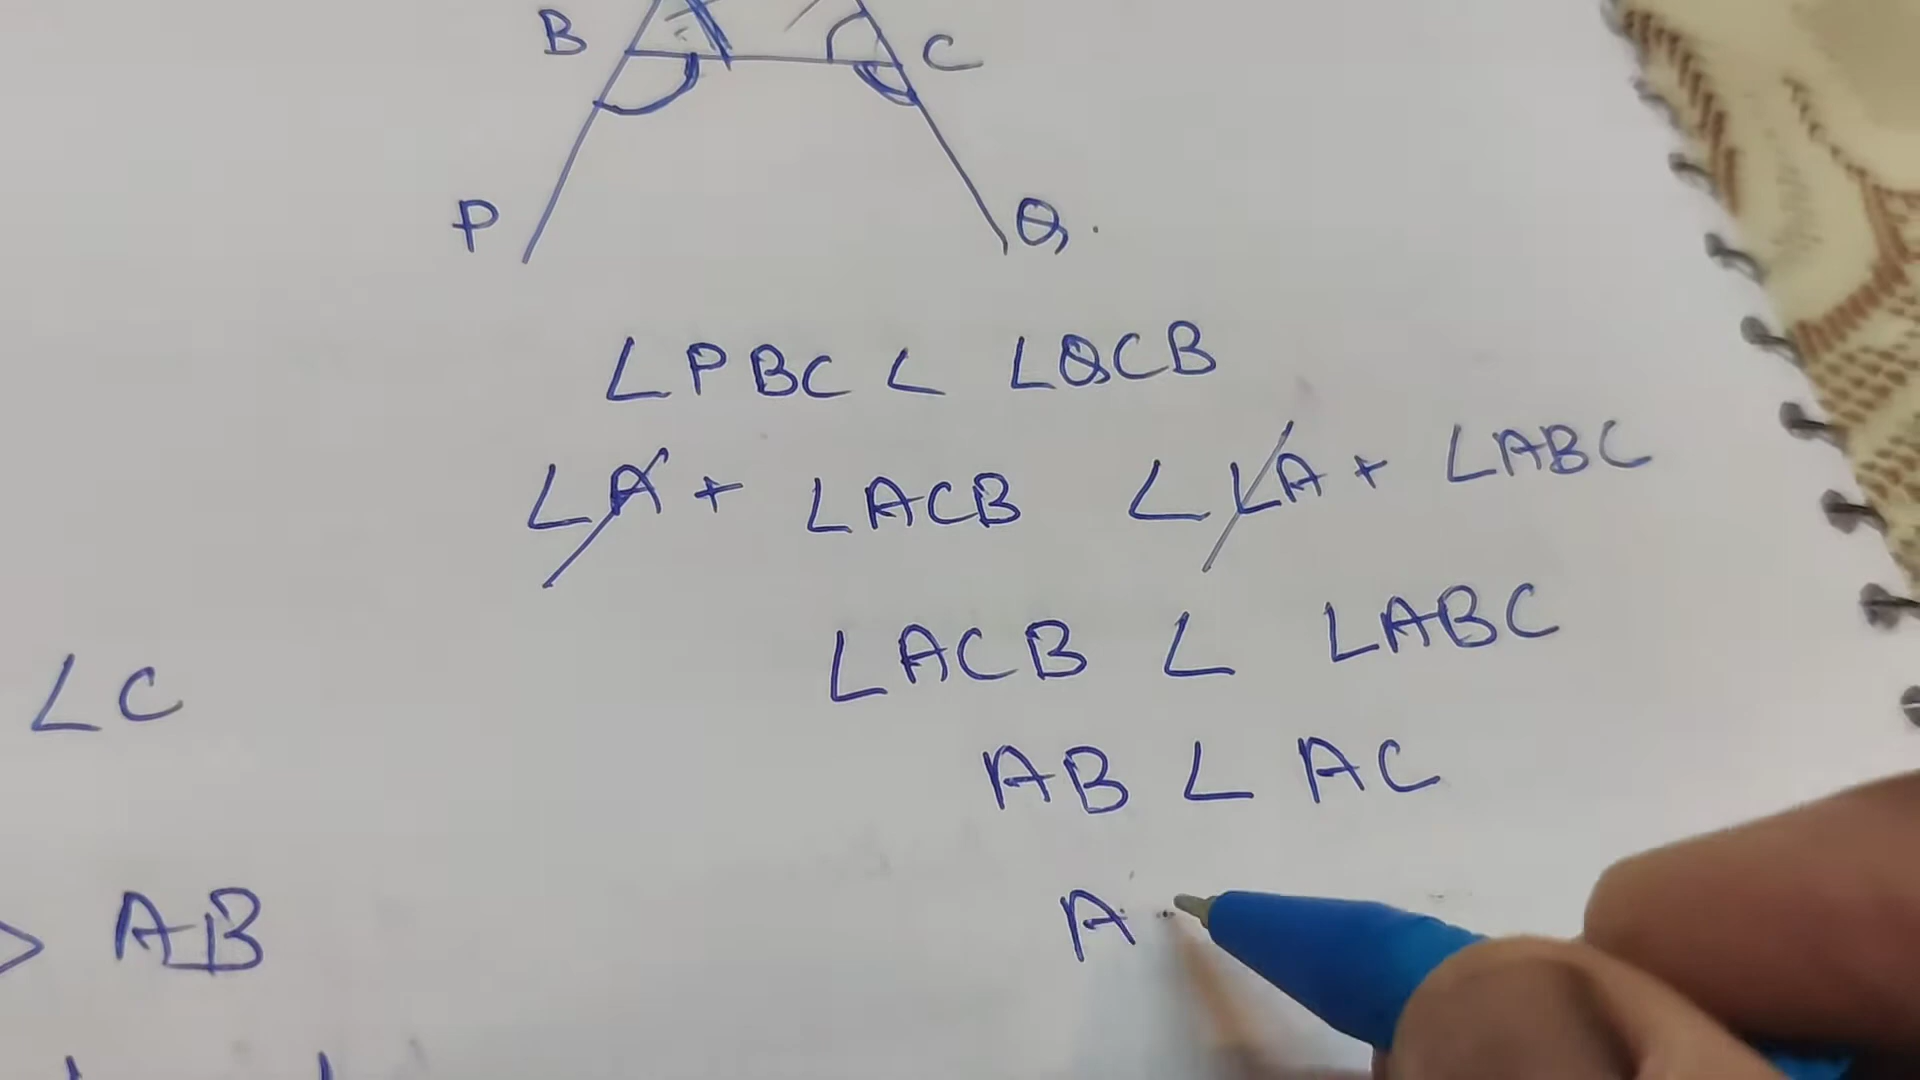 B C
P Q.
∠PBC < ∠QCB
∠A + ∠ACB < ∠A + ∠ABC
∠ACB < ∠ABC
∠C
AB < AC
> AB
A